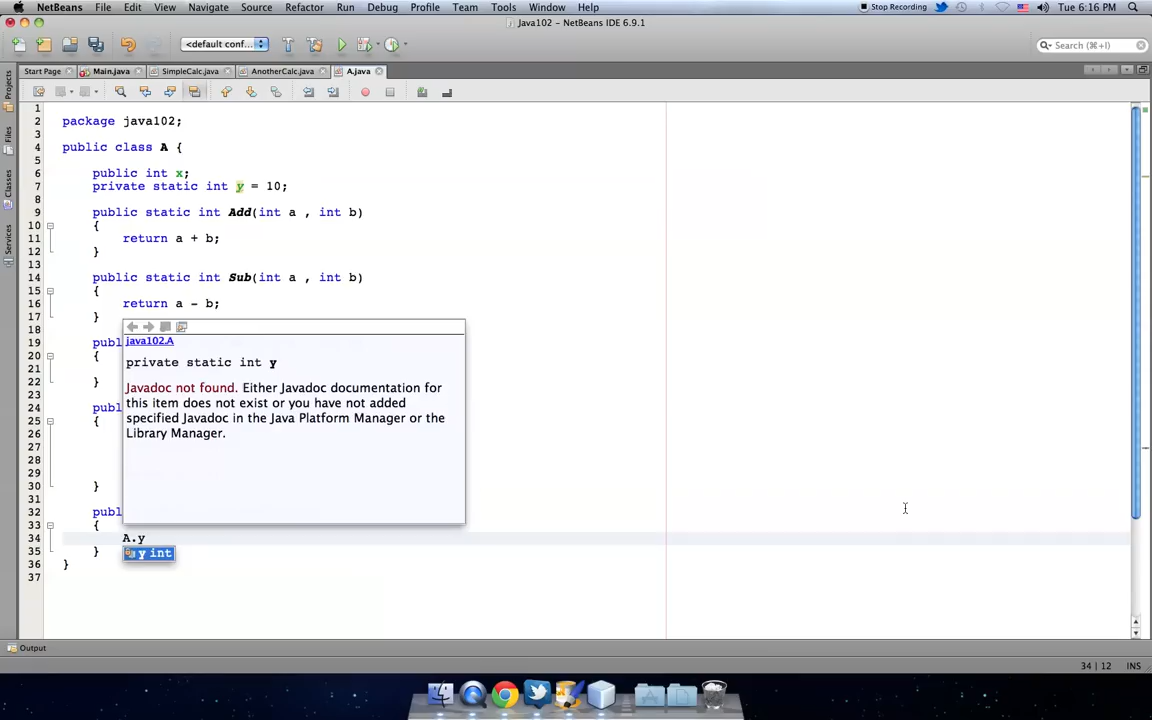 NetBeans File Edit View Navigate Source Refactor Run Debug Profile Team Tools Window Help Stop Recording Tue 6:16 PM
Java102 – NetBeans IDE 6.9.1
<default conf... Search (⌘+I)
Start Page Main.java SimpleCalc.java AnotherCalc.java A.java
Projects
Files
Classes
Services
1
2 package java102;
3
4 public class A {
5
6 public int x;
7 private static int y = 10;
8
9 public static int Add(int a , int b)
10 {
11 return a + b;
12 }
13
14 public static int Sub(int a , int b)
15 {
16 return a - b;
17 }
18
19 publ
20 {
21
22 }
23
24 publ
25 {
26
27
28
29
30 }
31
32 publ
33 {
34 A.y
35 }
36 }
37
java102.A
private static int y
Javadoc not found. Either Javadoc documentation for
this item does not exist or you have not added
specified Javadoc in the Java Platform Manager or the
Library Manager.
y int
Output
34 | 12 INS